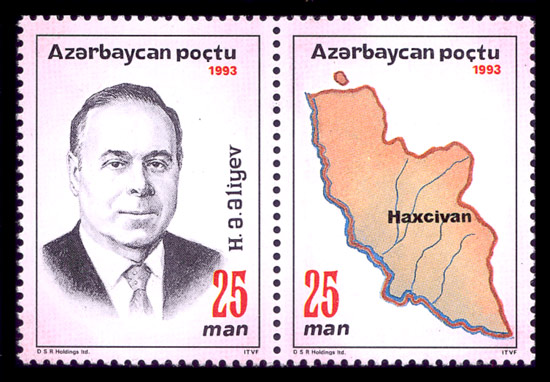 Azərbaycan poçtu
1993
H.ə.əliyev
25
man
D S R Holdings ltd.
ITVF
Azərbaycan poçtu
1993
Haxcivan
25
man
D S R Holdings ltd.
ITVF